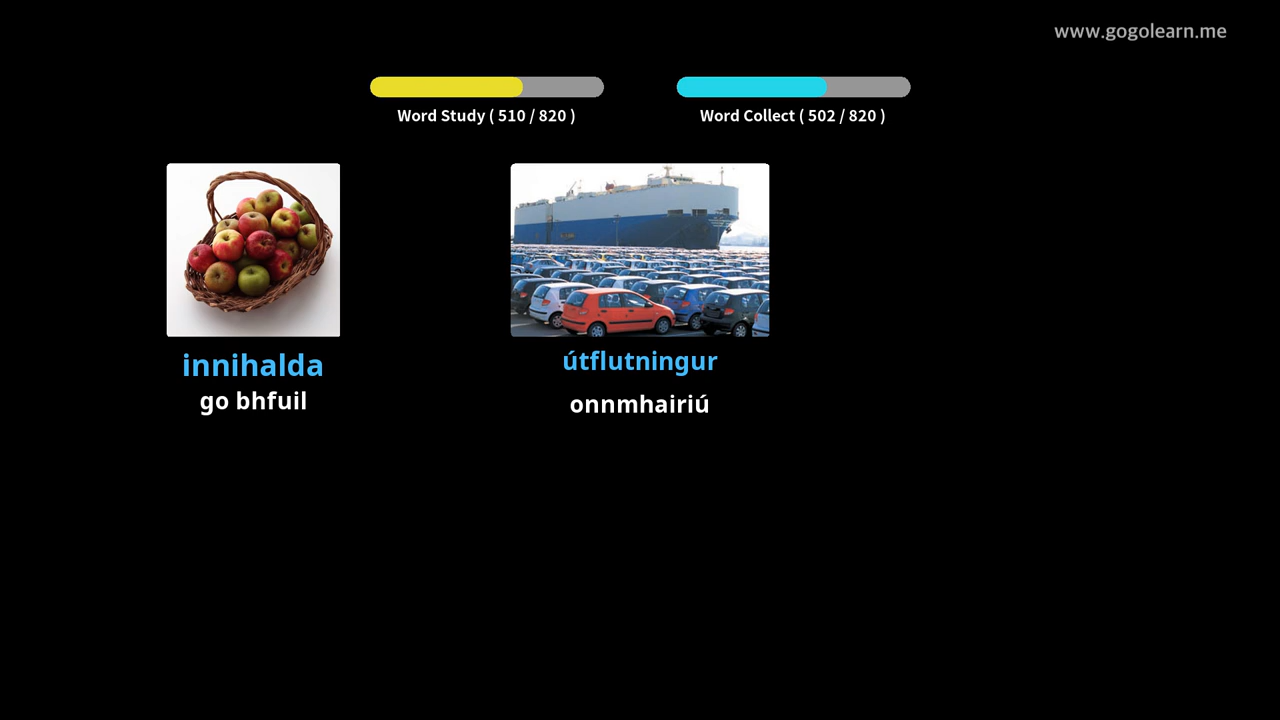 www.gogolearn.me
Word Study ( 510 / 820 )
Word Collect ( 502 / 820 )
innihalda
go bhfuil
útflutningur
onnmhairiú